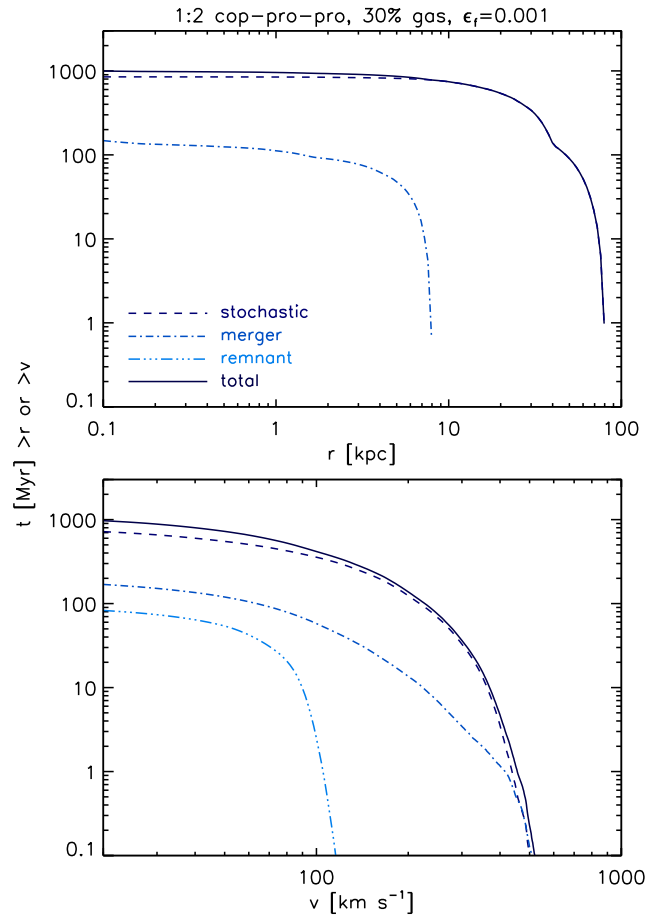 1:2 cop-pro-pro, 30% gas, ϵf=0.001
1000
100
10
1
0.1
stochastic
merger
remnant
total
0.1 1 10 100
r [kpc]
t [Myr] >r or >v
1000
100
10
1
0.1
100 1000
v [km s⁻¹]